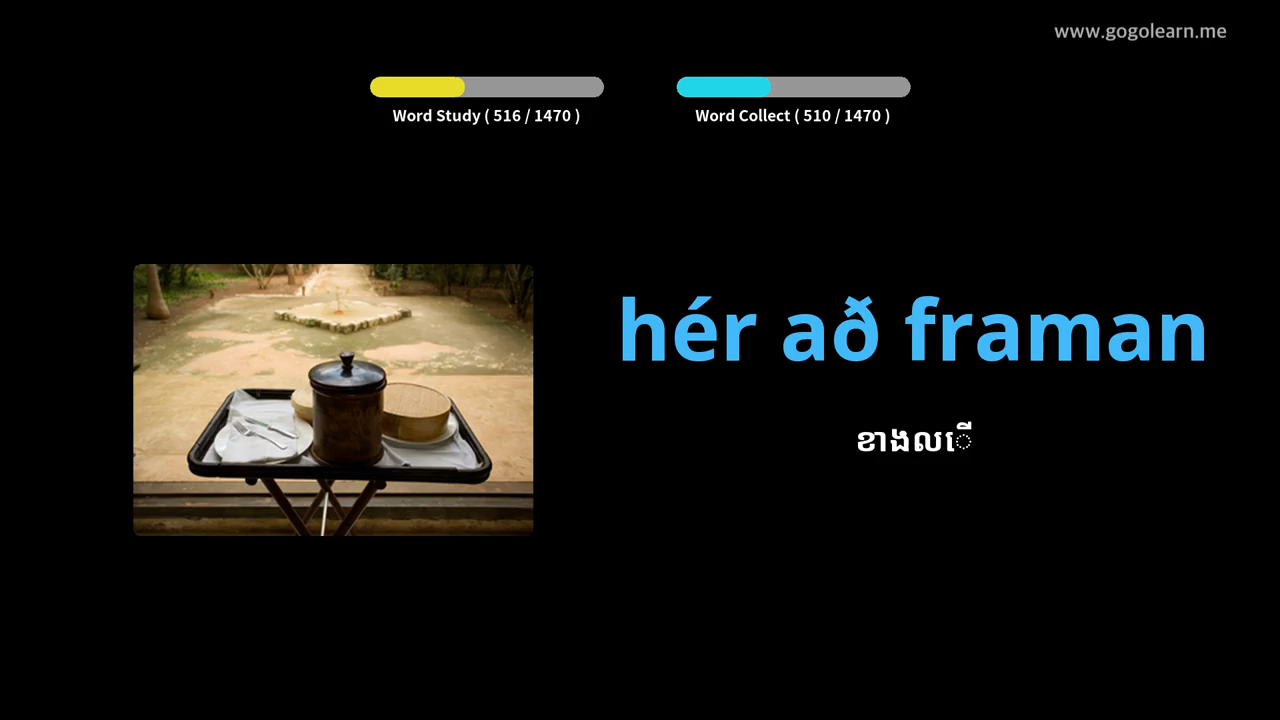 www.gogolearn.me
Word Study ( 516 / 1470 )
Word Collect ( 510 / 1470 )
hér að framan
ខាងលើ